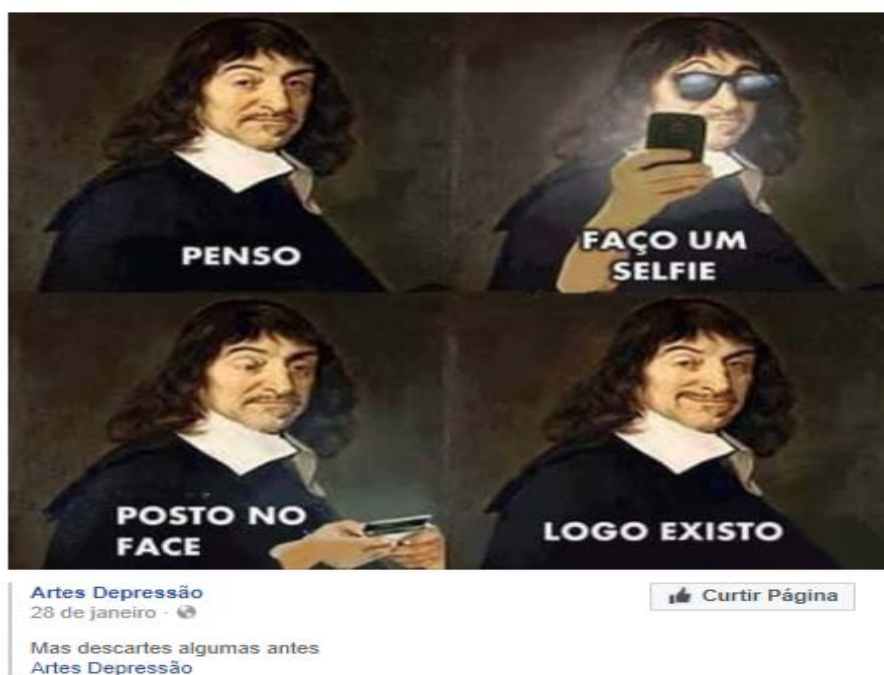 PENSO
FAÇO UM
SELFIE
POSTO NO
FACE
LOGO EXISTO
Artes Depressão
28 de janeiro ·
Curtir Página
Mas descartes algumas antes
Artes Depressão